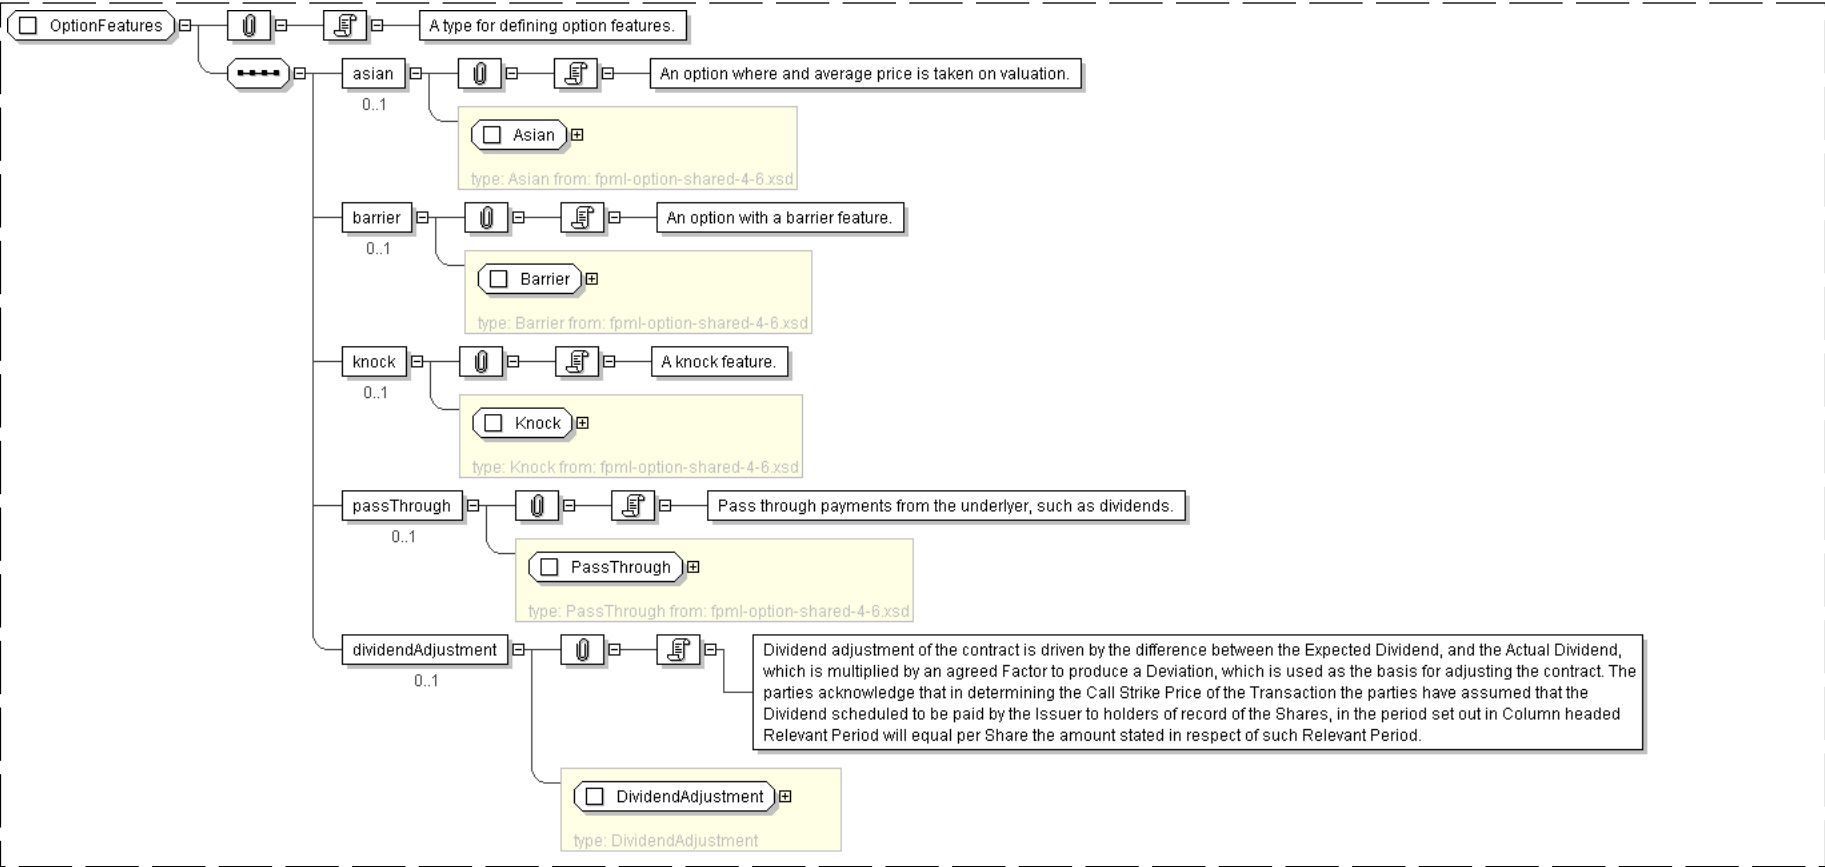 OptionFeatures
A type for defining option features.
asian
An option where and average price is taken on valuation.
0..1
Asian
type: Asian from: fpml-option-shared-4-6.xsd
barrier
An option with a barrier feature.
0..1
Barrier
type: Barrier from: fpml-option-shared-4-6.xsd
knock
A knock feature.
0..1
Knock
type: Knock from: fpml-option-shared-4-6.xsd
passThrough
Pass through payments from the underlyer, such as dividends.
0..1
PassThrough
type: PassThrough from: fpml-option-shared-4-6.xsd
dividendAdjustment
0..1
Dividend adjustment of the contract is driven by the difference between the Expected Dividend, and the Actual Dividend,
which is multiplied by an agreed Factor to produce a Deviation, which is used as the basis for adjusting the contract. The
parties acknowledge that in determining the Call Strike Price of the Transaction the parties have assumed that the
Dividend scheduled to be paid by the Issuer to holders of record of the Shares, in the period set out in Column headed
Relevant Period will equal per Share the amount stated in respect of such Relevant Period.
DividendAdjustment
type: DividendAdjustment